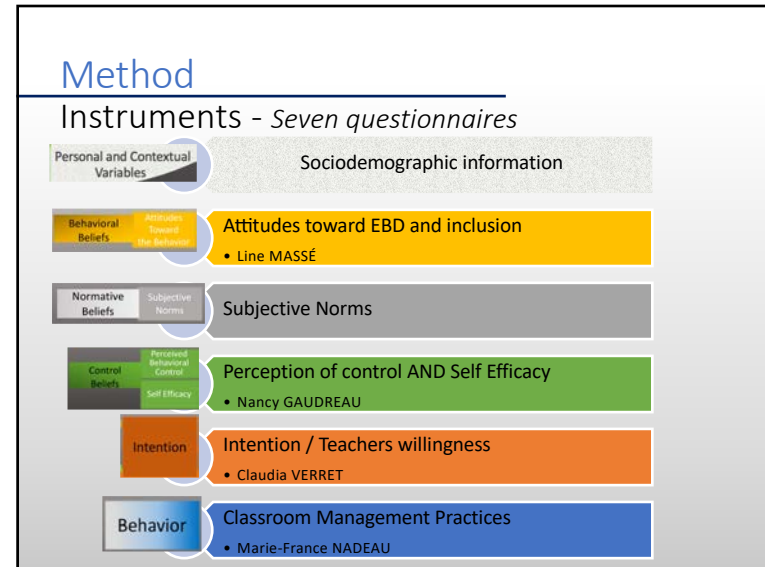 Method
Instruments - Seven questionnaires
Personal and Contextual
Variables
Sociodemographic information
Behavioral
Beliefs
Attitudes
Toward
the Behavior
Attitudes toward EBD and inclusion
• Line MASSÉ
Normative
Beliefs
Subjective
Norms
Subjective Norms
Control
Beliefs
Perceived
Behavioral
Control
Self Efficacy
Perception of control AND Self Efficacy
• Nancy GAUDREAU
Intention
Intention / Teachers willingness
• Claudia VERRET
Behavior
Classroom Management Practices
• Marie-France NADEAU